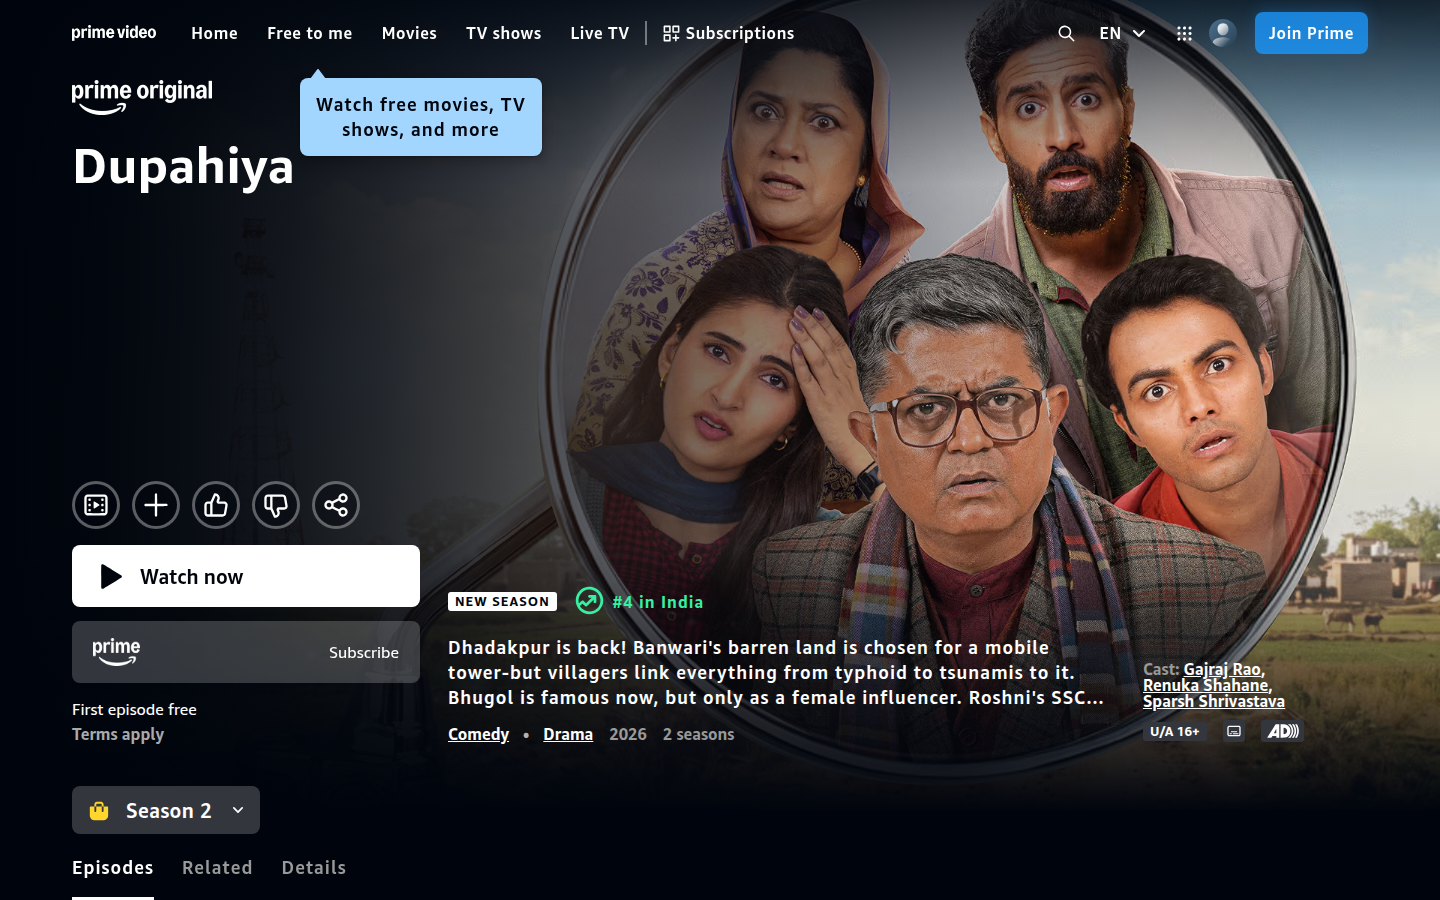 prime video
Home
Free to me
Movies
TV shows
Live TV
Subscriptions
EN
Join Prime
prime original
Watch free movies, TV
shows, and more
Dupahiya
Watch now
prime
Subscribe
First episode free
Terms apply
NEW SEASON
#4 in India
Dhadakpur is back! Banwari's barren land is chosen for a mobile
tower-but villagers link everything from typhoid to tsunamis to it.
Bhugol is famous now, but only as a female influencer. Roshni's SSC...
Comedy • Drama 2026 2 seasons
Cast: Gajraj Rao,
Renuka Shahane,
Sparsh Shrivastava
U/A 16+
AD
Season 2
Episodes
Related
Details